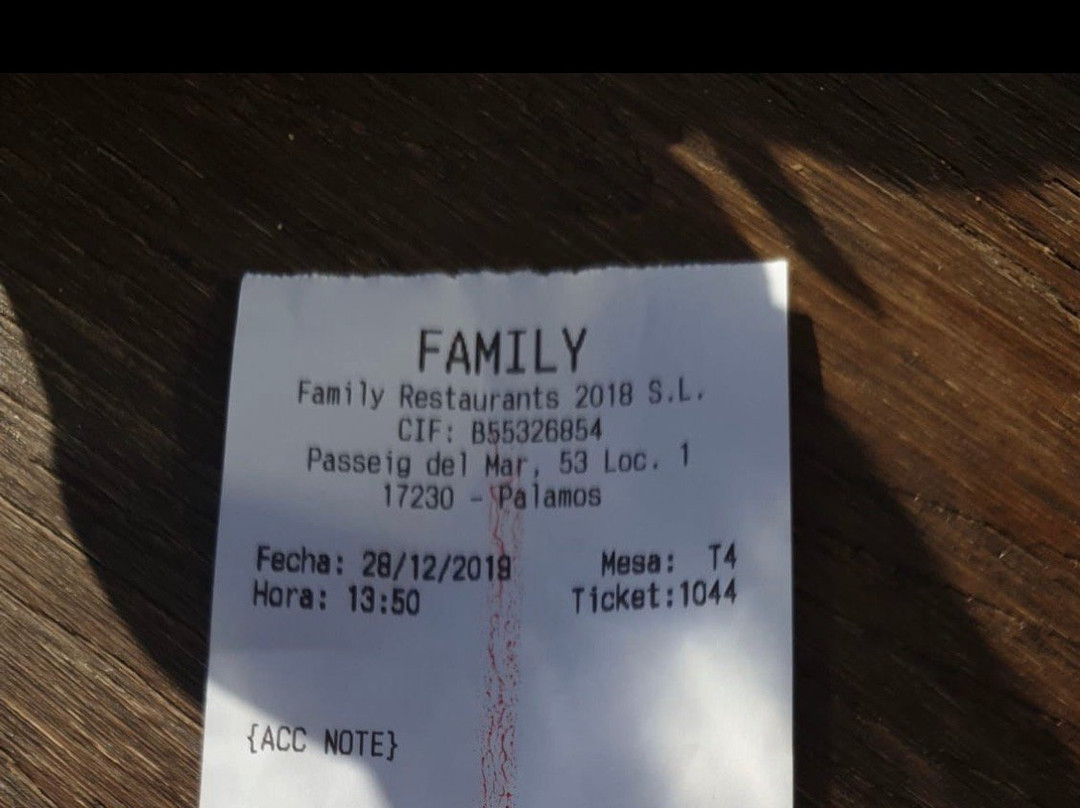 FAMILY
Family Restaurants 2018 S.L.
CIF: B55326854
Passeig del Mar, 53 Loc. 1
17230 - Palamos
Fecha: 28/12/2019 Mesa: T4
Hora: 13:50 Ticket:1044
{ACC NOTE}